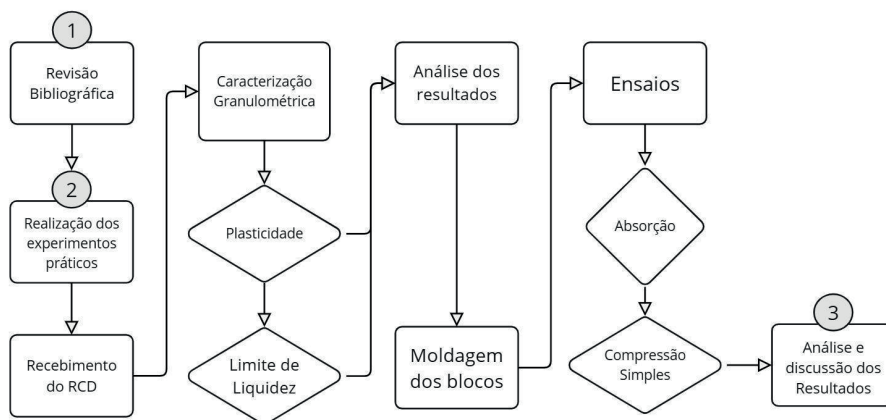 1
Revisão
Bibliográfica
2
Realização dos
experimentos
práticos
Recebimento
do RCD
Caracterização
Granulométrica
Plasticidade
Limite de
Liquidez
Análise dos
resultados
Moldagem
dos blocos
Ensaios
Absorção
Compressão
Simples
3
Análise e
discussão dos
Resultados